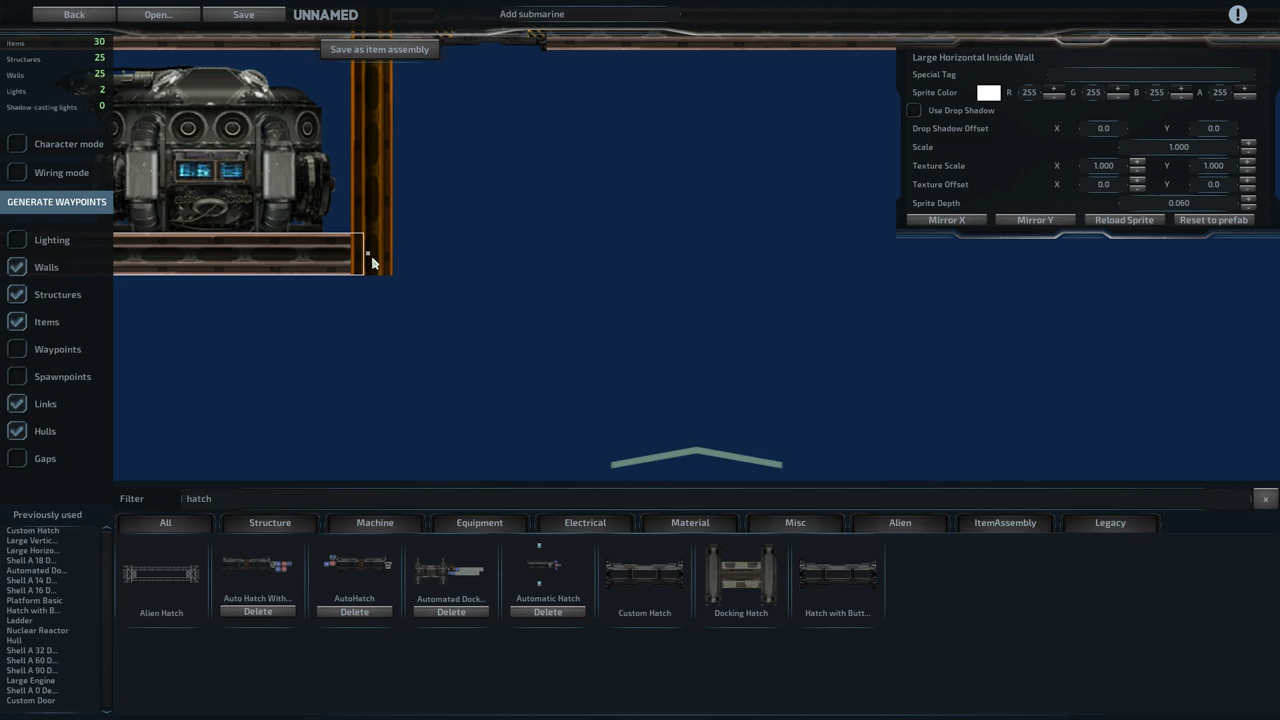 Back
Open...
Save
UNNAMED
Add submarine
Items 30
Structures 25
Walls 25
Lights 2
Shadow-casting lights 0
Save as item assembly
Large Horizontal Inside Wall
Special Tag
Sprite Color R 255 + - G 255 + - B 255 + - A 255 + -
Use Drop Shadow
Drop Shadow Offset X 0.0 Y 0.0
Scale 1.000 + -
Texture Scale X 1.000 + - Y 1.000 + -
Texture Offset X 0.0 + - Y 0.0 + -
Sprite Depth 0.060 + -
Mirror X
Mirror Y
Reload Sprite
Reset to prefab
Character mode
Wiring mode
GENERATE WAYPOINTS
Lighting
Walls
Structures
Items
Waypoints
Spawnpoints
Links
Hulls
Gaps
Filter hatch x
All
Structure
Machine
Equipment
Electrical
Material
Misc
Alien
ItemAssembly
Legacy
Previously used
Custom Hatch
Large Vertic...
Large Horizo...
Shell A 18 D...
Automated Do...
Shell A 14 D...
Shell A 16 D...
Platform Basic
Hatch with B...
Ladder
Nuclear Reactor
Hull
Shell A 32 D...
Shell A 60 D...
Shell A 90 D...
Large Engine
Shell A 0 De...
Custom Door
Alien Hatch
Auto Hatch With...
Delete
AutoHatch
Delete
Automated Dock...
Delete
Automatic Hatch
Delete
Custom Hatch
Docking Hatch
Hatch with Butt...